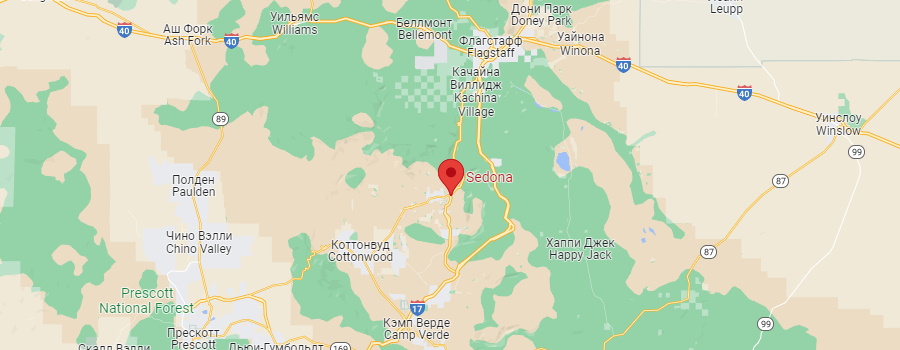 Leupp
Дони Парк
Doney Park
Уильямс
Williams
Беллмонт
Bellemont
Аш Форк
Ash Fork
40
40
Флагстафф
Flagstaff
Уайнона
Winona
40
40
Качаина
Виллидж
Kachina
Village
89
Уинслоу
Winslow
99
Полден
Paulden
Sedona
87
Чино Вэлли
Chino Valley
Коттонвуд
Cottonwood
Хаппи Джек
Happy Jack
87
Prescott
National Forest
17
Кэмп Верде
Camp Verde
99
Прескотт
Prescott
Скалл Вэлли
Дьюи-Гумбольдт
169